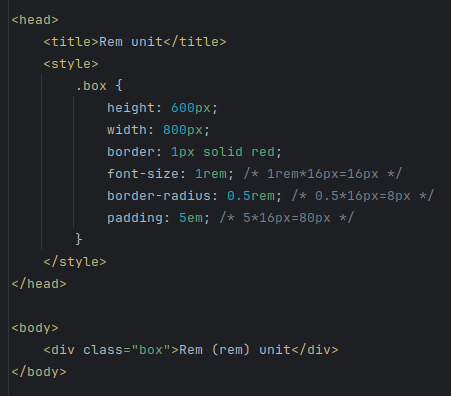 <head>
    <title>Rem unit</title>
    <style>
        .box {
            height: 600px;
            width: 800px;
            border: 1px solid red;
            font-size: 1rem; /* 1rem*16px=16px */
            border-radius: 0.5rem; /* 0.5*16px=8px */
            padding: 5em; /* 5*16px=80px */
        }
    </style>
</head>

<body>
    <div class="box">Rem (rem) unit</div>
</body>